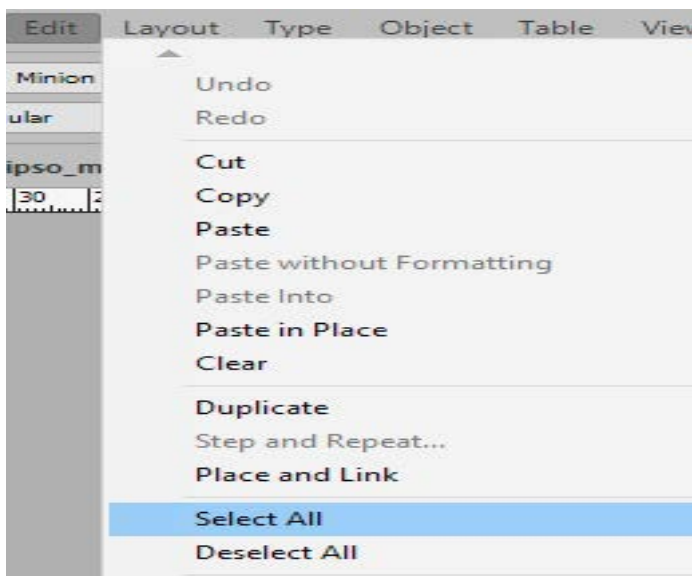 Edit Layout Type Object Table View
Minion
ular
ipso_m
30
Undo
Redo
Cut
Copy
Paste
Paste without Formatting
Paste Into
Paste in Place
Clear
Duplicate
Step and Repeat...
Place and Link
Select All
Deselect All